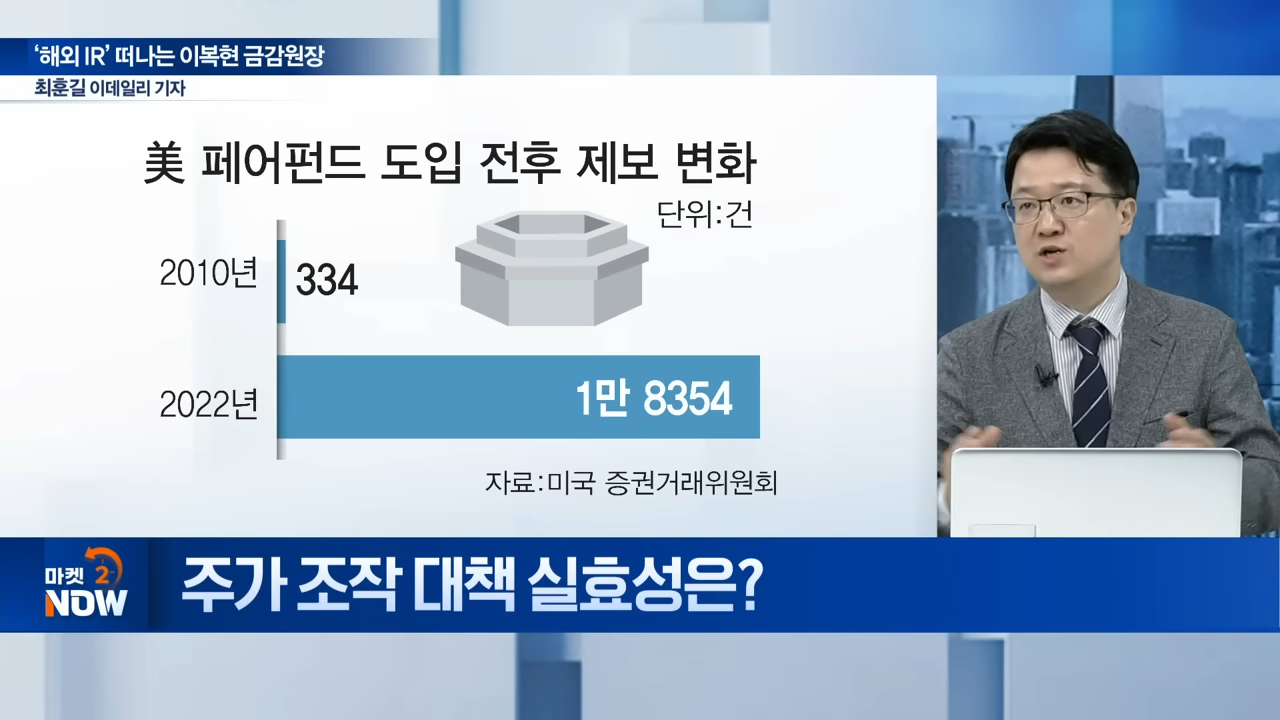 ‘해외 IR’ 떠나는 이복현 금감원장
최훈길 이데일리 기자
美 페어펀드 도입 전후 제보 변화
단위:건
2010년 334
2022년 1만 8354
자료:미국 증권거래위원회
마켓 2
NOW
주가 조작 대책 실효성은?